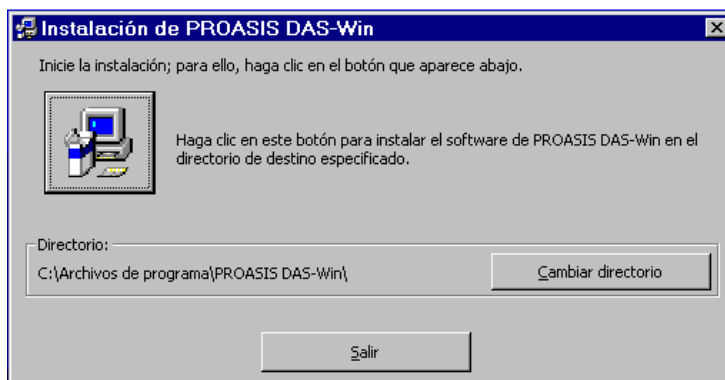 Instalación de PROASIS DAS-Win
Inicie la instalación; para ello, haga clic en el botón que aparece abajo.
Haga clic en este botón para instalar el software de PROASIS DAS-Win en el
directorio de destino especificado.
Directorio:
C:\Archivos de programa\PROASIS DAS-Win\
Cambiar directorio
Salir